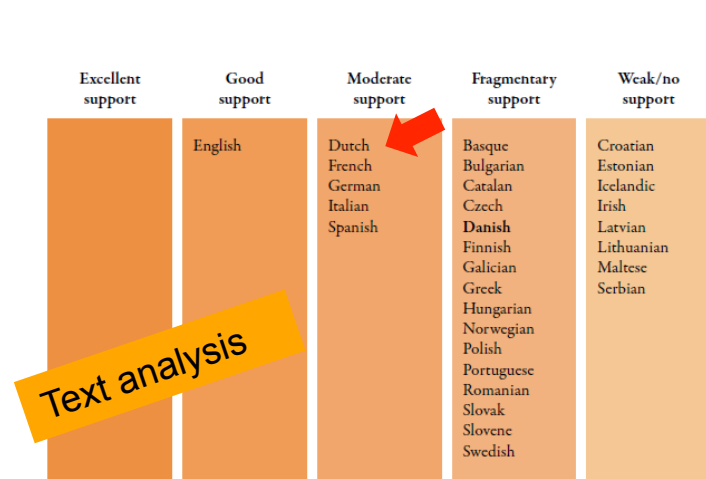 Excellent support
Good support
Moderate support
Fragmentary support
Weak/no support
English
Dutch
French
German
Italian
Spanish
Basque
Bulgarian
Catalan
Czech
Danish
Finnish
Galician
Greek
Hungarian
Norwegian
Polish
Portuguese
Romanian
Slovak
Slovene
Swedish
Croatian
Estonian
Icelandic
Irish
Latvian
Lithuanian
Maltese
Serbian
Text analysis